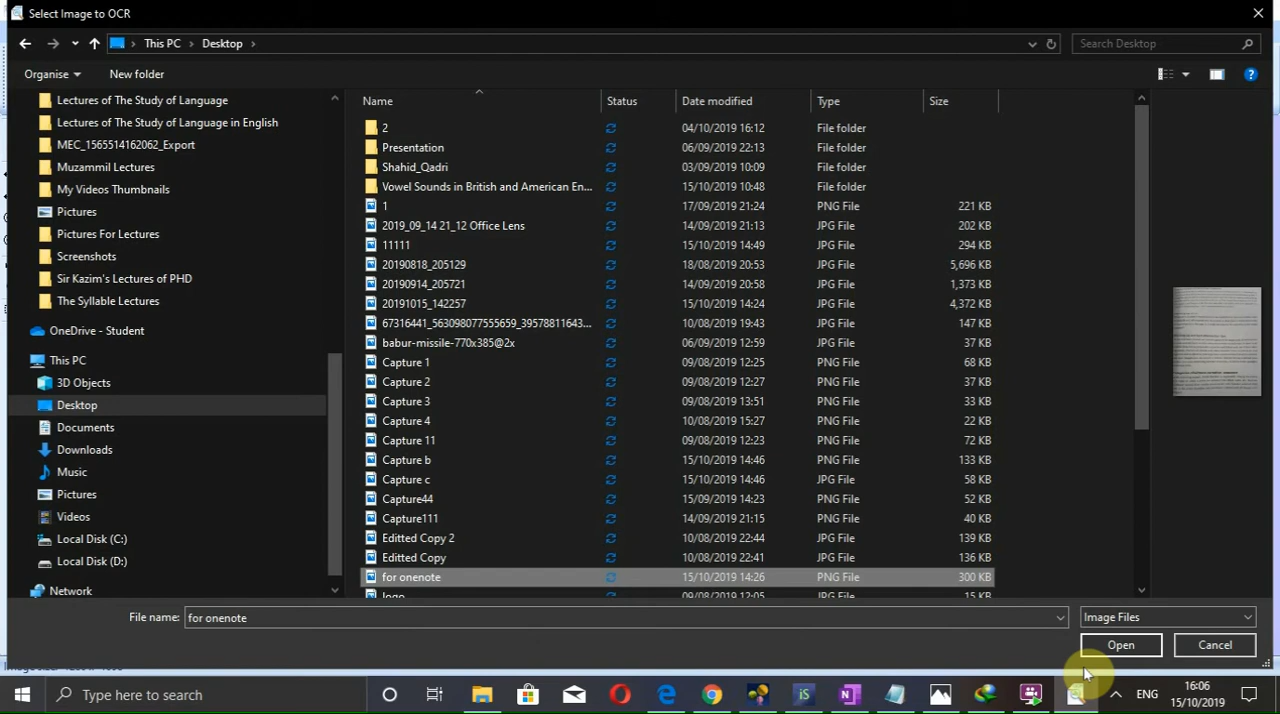 Select Image to OCR
This PC
Desktop
Search Desktop
Organise
New folder
Lectures of The Study of Language
Lectures of The Study of Language in English
MEC_1565514162062_Export
Muzammil Lectures
My Videos Thumbnails
Pictures
Pictures For Lectures
Screenshots
Sir Kazim's Lectures of PHD
The Syllable Lectures
OneDrive - Student
This PC
3D Objects
Desktop
Documents
Downloads
Music
Pictures
Videos
Local Disk (C:)
Local Disk (D:)
Network
Name Status Date modified Type Size
2 04/10/2019 16:12 File folder
Presentation 06/09/2019 22:13 File folder
Shahid_Qadri 03/09/2019 10:09 File folder
Vowel Sounds in British and American En... 15/10/2019 10:48 File folder
1 17/09/2019 21:24 PNG File 221 KB
2019_09_14 21_12 Office Lens 14/09/2019 21:13 JPG File 202 KB
11111 15/10/2019 14:49 JPG File 294 KB
20190818_205129 18/08/2019 20:53 JPG File 5,696 KB
20190914_205721 14/09/2019 20:58 JPG File 1,373 KB
20191015_142257 15/10/2019 14:24 JPG File 4,372 KB
67316441_563098077555659_39578811643... 10/08/2019 19:43 JPG File 147 KB
babur-missile-770x385@2x 06/09/2019 12:59 JPG File 37 KB
Capture 1 09/08/2019 12:25 PNG File 68 KB
Capture 2 09/08/2019 12:27 PNG File 37 KB
Capture 3 09/08/2019 13:51 PNG File 33 KB
Capture 4 10/08/2019 15:27 PNG File 22 KB
Capture 11 09/08/2019 12:23 PNG File 72 KB
Capture b 15/10/2019 14:46 PNG File 133 KB
Capture c 15/10/2019 14:46 JPG File 58 KB
Capture44 15/09/2019 14:23 PNG File 52 KB
Capture111 14/09/2019 21:15 PNG File 40 KB
Editted Copy 2 10/08/2019 22:44 JPG File 139 KB
Editted Copy 10/08/2019 22:41 JPG File 136 KB
for onenote 15/10/2019 14:26 PNG File 300 KB
logo 09/08/2019 12:05 PNG File 15 KB
File name: for onenote
Image Files
Open
Cancel
Type here to search
ENG
16:06
15/10/2019